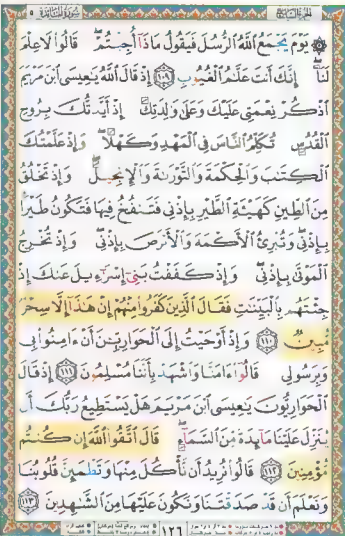 الجزء السابع سورة المائدة ٥
۞ يَوْمَ يَجْمَعُ ٱللَّهُ ٱلرُّسُلَ فَيَقُولُ مَاذَآ أُجِبْتُمْ ۖ قَالُوا۟ لَا عِلْمَ
لَنَآ ۖ إِنَّكَ أَنتَ عَلَّٰمُ ٱلْغُيُوبِ ١٠٩ إِذْ قَالَ ٱللَّهُ يَٰعِيسَى ٱبْنَ مَرْيَمَ
ٱذْكُرْ نِعْمَتِى عَلَيْكَ وَعَلَىٰ وَٰلِدَتِكَ إِذْ أَيَّدتُّكَ بِرُوحِ
ٱلْقُدُسِ تُكَلِّمُ ٱلنَّاسَ فِى ٱلْمَهْدِ وَكَهْلًا ۖ وَإِذْ عَلَّمْتُكَ
ٱلْكِتَٰبَ وَٱلْحِكْمَةَ وَٱلتَّوْرَىٰةَ وَٱلْإِنجِيلَ ۖ وَإِذْ تَخْلُقُ
مِنَ ٱلطِّينِ كَهَيْـَٔةِ ٱلطَّيْرِ بِإِذْنِى فَتَنفُخُ فِيهَا فَتَكُونُ طَيْرًۢا
بِإِذْنِى ۖ وَتُبْرِئُ ٱلْأَكْمَهَ وَٱلْأَبْرَصَ بِإِذْنِى ۖ وَإِذْ تُخْرِجُ
ٱلْمَوْتَىٰ بِإِذْنِى ۖ وَإِذْ كَفَفْتُ بَنِىٓ إِسْرَٰٓءِيلَ عَنكَ إِذْ
جِئْتَهُم بِٱلْبَيِّنَٰتِ فَقَالَ ٱلَّذِينَ كَفَرُوا۟ مِنْهُمْ إِنْ هَٰذَآ إِلَّا سِحْرٌ
مُّبِينٌ ١١٠ وَإِذْ أَوْحَيْتُ إِلَى ٱلْحَوَارِيِّـۧنَ أَنْ ءَامِنُوا۟ بِى
وَبِرَسُولِى قَالُوٓا۟ ءَامَنَّا وَٱشْهَدْ بِأَنَّنَا مُسْلِمُونَ ١١١ إِذْ قَالَ
ٱلْحَوَارِيُّونَ يَٰعِيسَى ٱبْنَ مَرْيَمَ هَلْ يَسْتَطِيعُ رَبُّكَ أَن
يُنَزِّلَ عَلَيْنَا مَآئِدَةً مِّنَ ٱلسَّمَآءِ ۖ قَالَ ٱتَّقُوا۟ ٱللَّهَ إِن كُنتُم
مُّؤْمِنِينَ ١١٢ قَالُوا۟ نُرِيدُ أَن نَّأْكُلَ مِنْهَا وَتَطْمَئِنَّ قُلُوبُنَا
وَنَعْلَمَ أَن قَدْ صَدَقْتَنَا وَنَكُونَ عَلَيْهَا مِنَ ٱلشَّٰهِدِينَ ١١٣
١٢٦